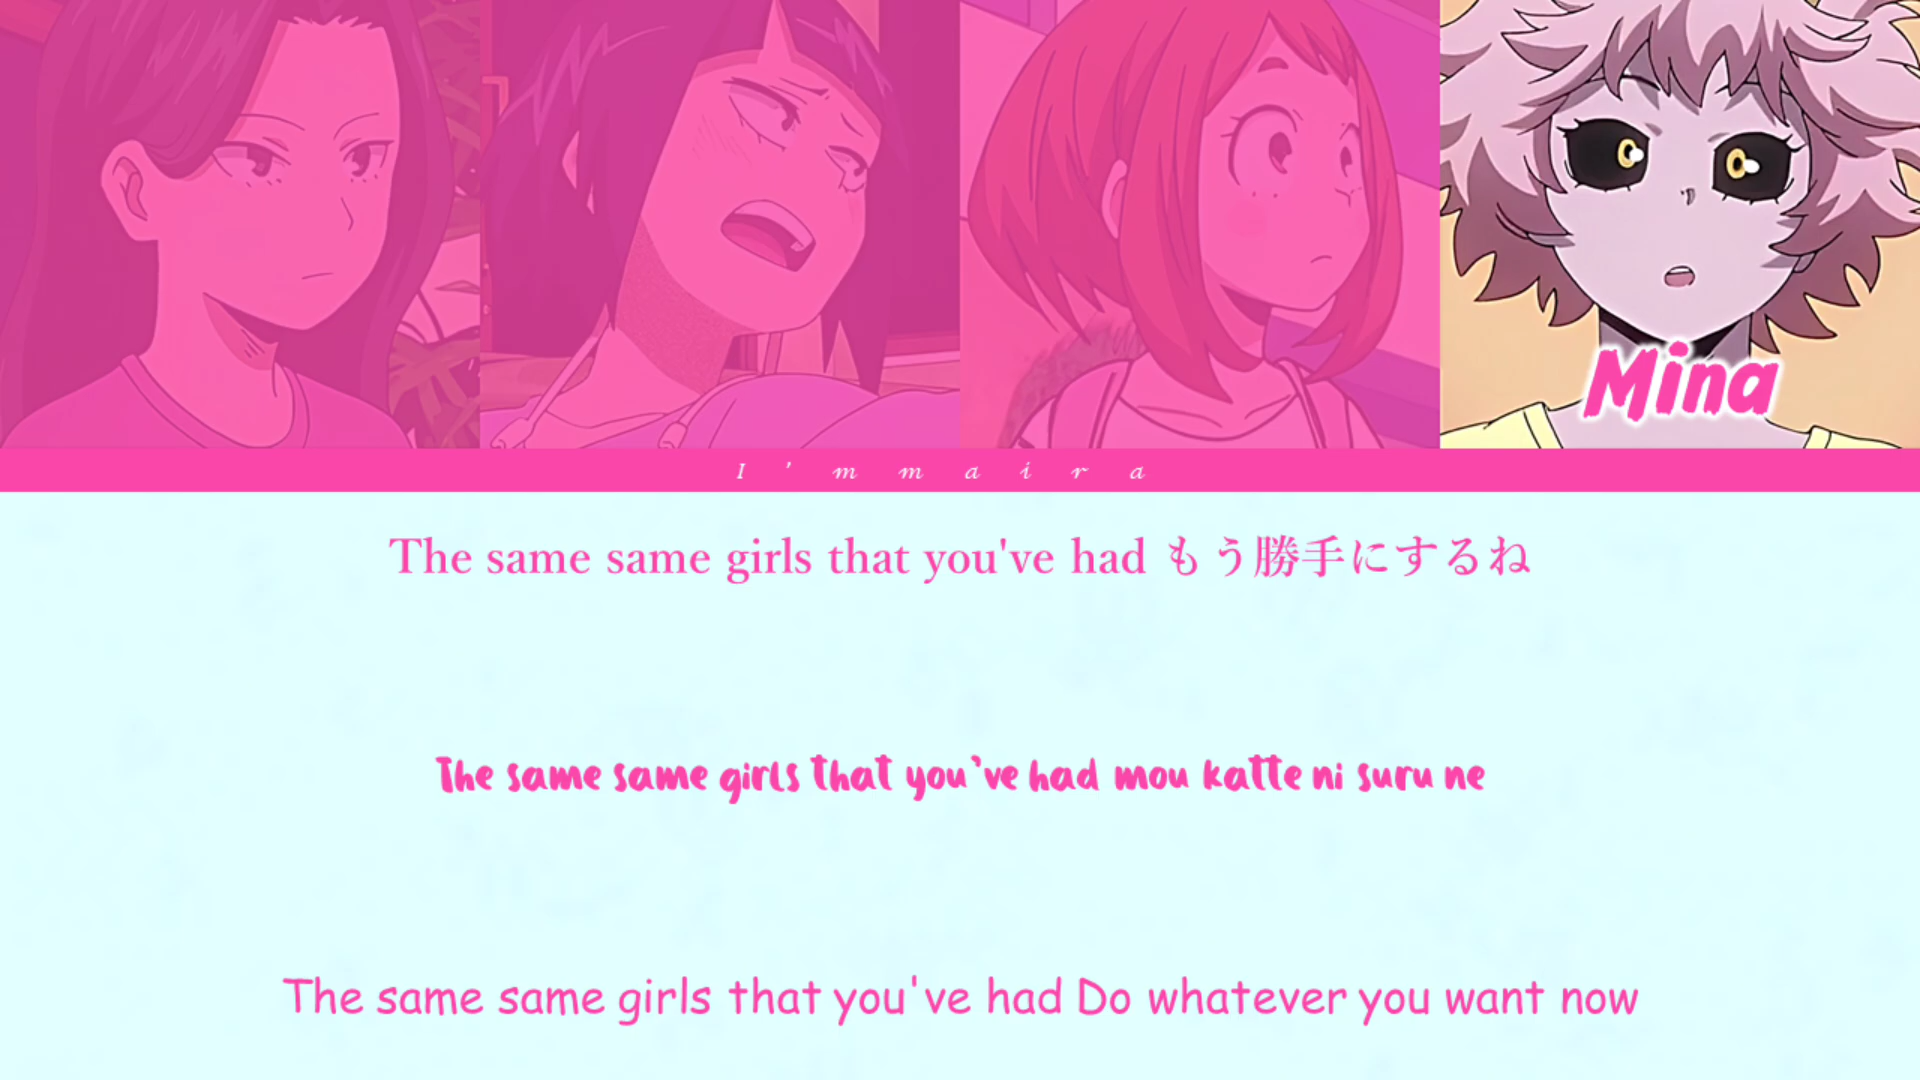 Mina
I'mmaira
The same same girls that you've had もう勝手にするね
The same same girls that you've had mou katte ni suru ne
The same same girls that you've had Do whatever you want now